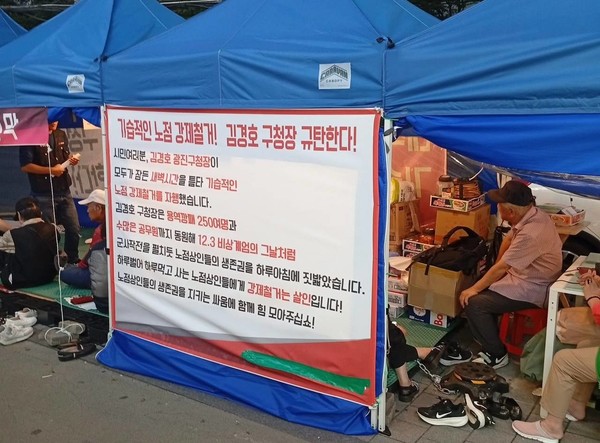 기습적인 노점 강제철거! 김경호 구청장 규탄한다!
시민여러분, 김경호 광진구청장이
모두가 잠든 새벽시간을 틈타 기습적인
노점 강제철거를 자행했습니다.
김경호 구청장은 용역깡패 250여명과
수많은 공무원까지 동원해 12.3 비상계엄의 그날처럼
군사작전을 펼치듯 노점상인들의 생존권을 하루아침에 짓밟았습니다.
하루벌어 하루먹고 사는 노점상인들에게 강제철거는 살인입니다!
노점상인들의 생존권을 지키는 싸움에 함께 힘 모아주십쇼!
막
CARAVAN